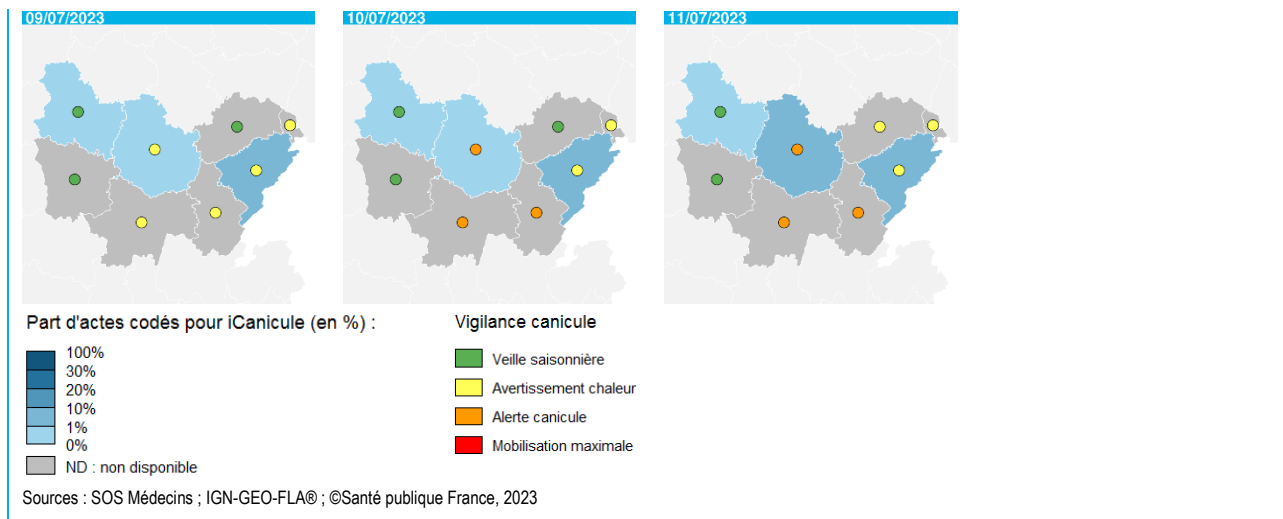 09/07/2023
10/07/2023
11/07/2023
Part d'actes codés pour iCanicule (en %) :
100%
30%
20%
10%
1%
0%
ND : non disponible
Vigilance canicule
Veille saisonnière
Avertissement chaleur
Alerte canicule
Mobilisation maximale
Sources : SOS Médecins ; IGN-GEO-FLA® ; ©Santé publique France, 2023